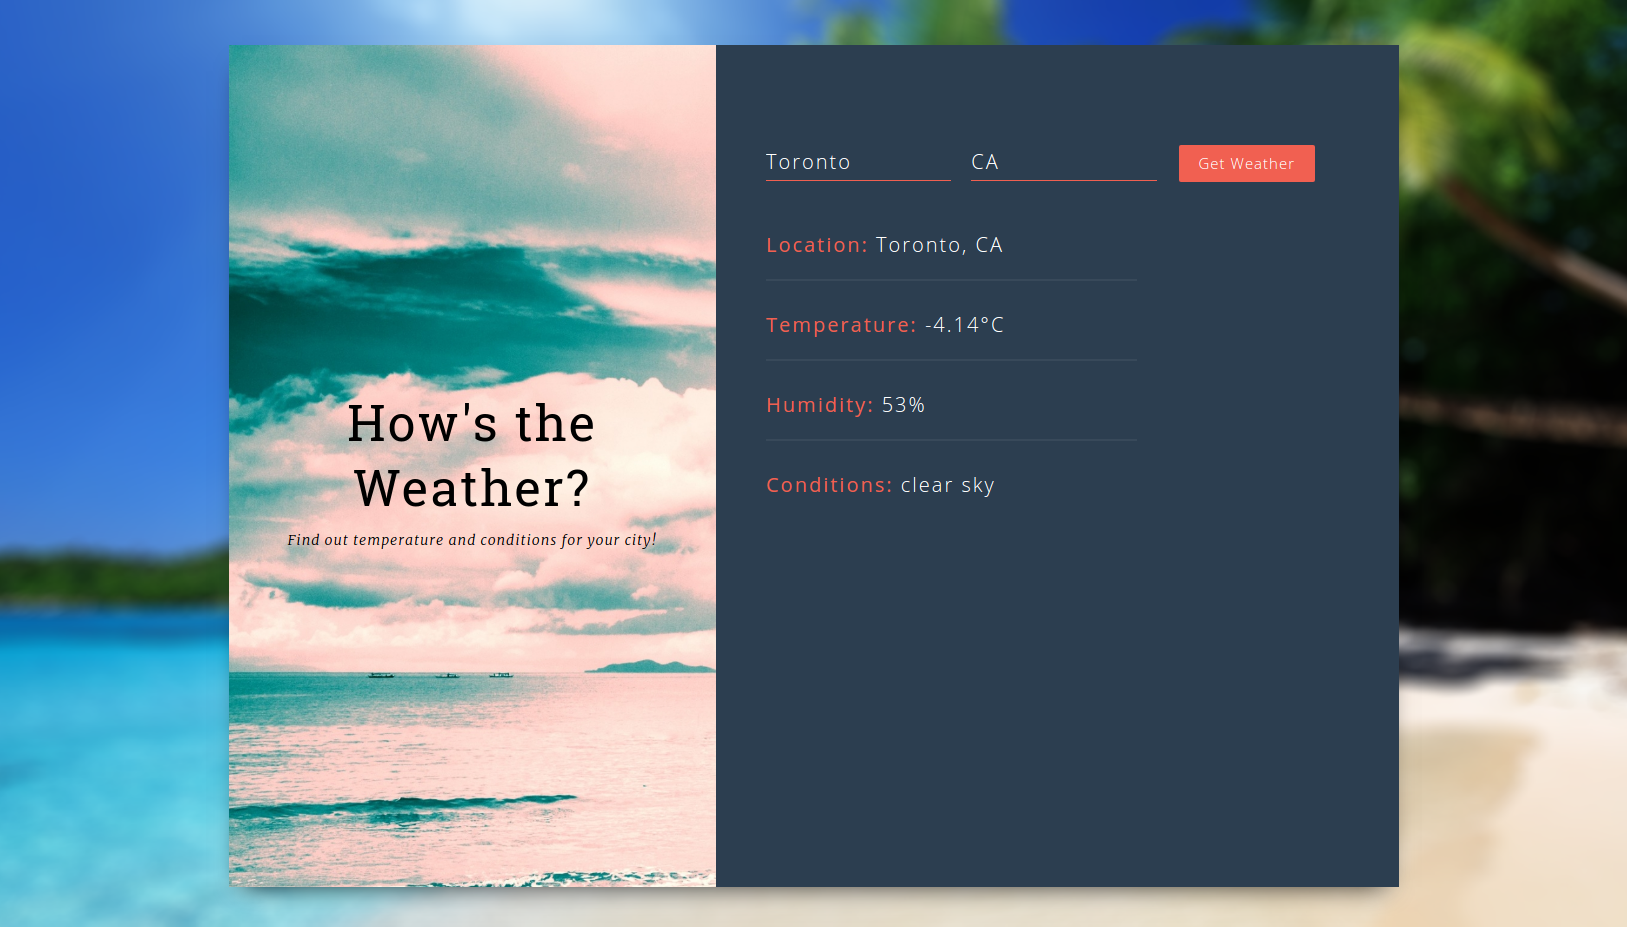 How's the
Weather?
Find out temperature and conditions for your city!
Toronto
CA
Get Weather
Location: Toronto, CA
Temperature: -4.14°C
Humidity: 53%
Conditions: clear sky